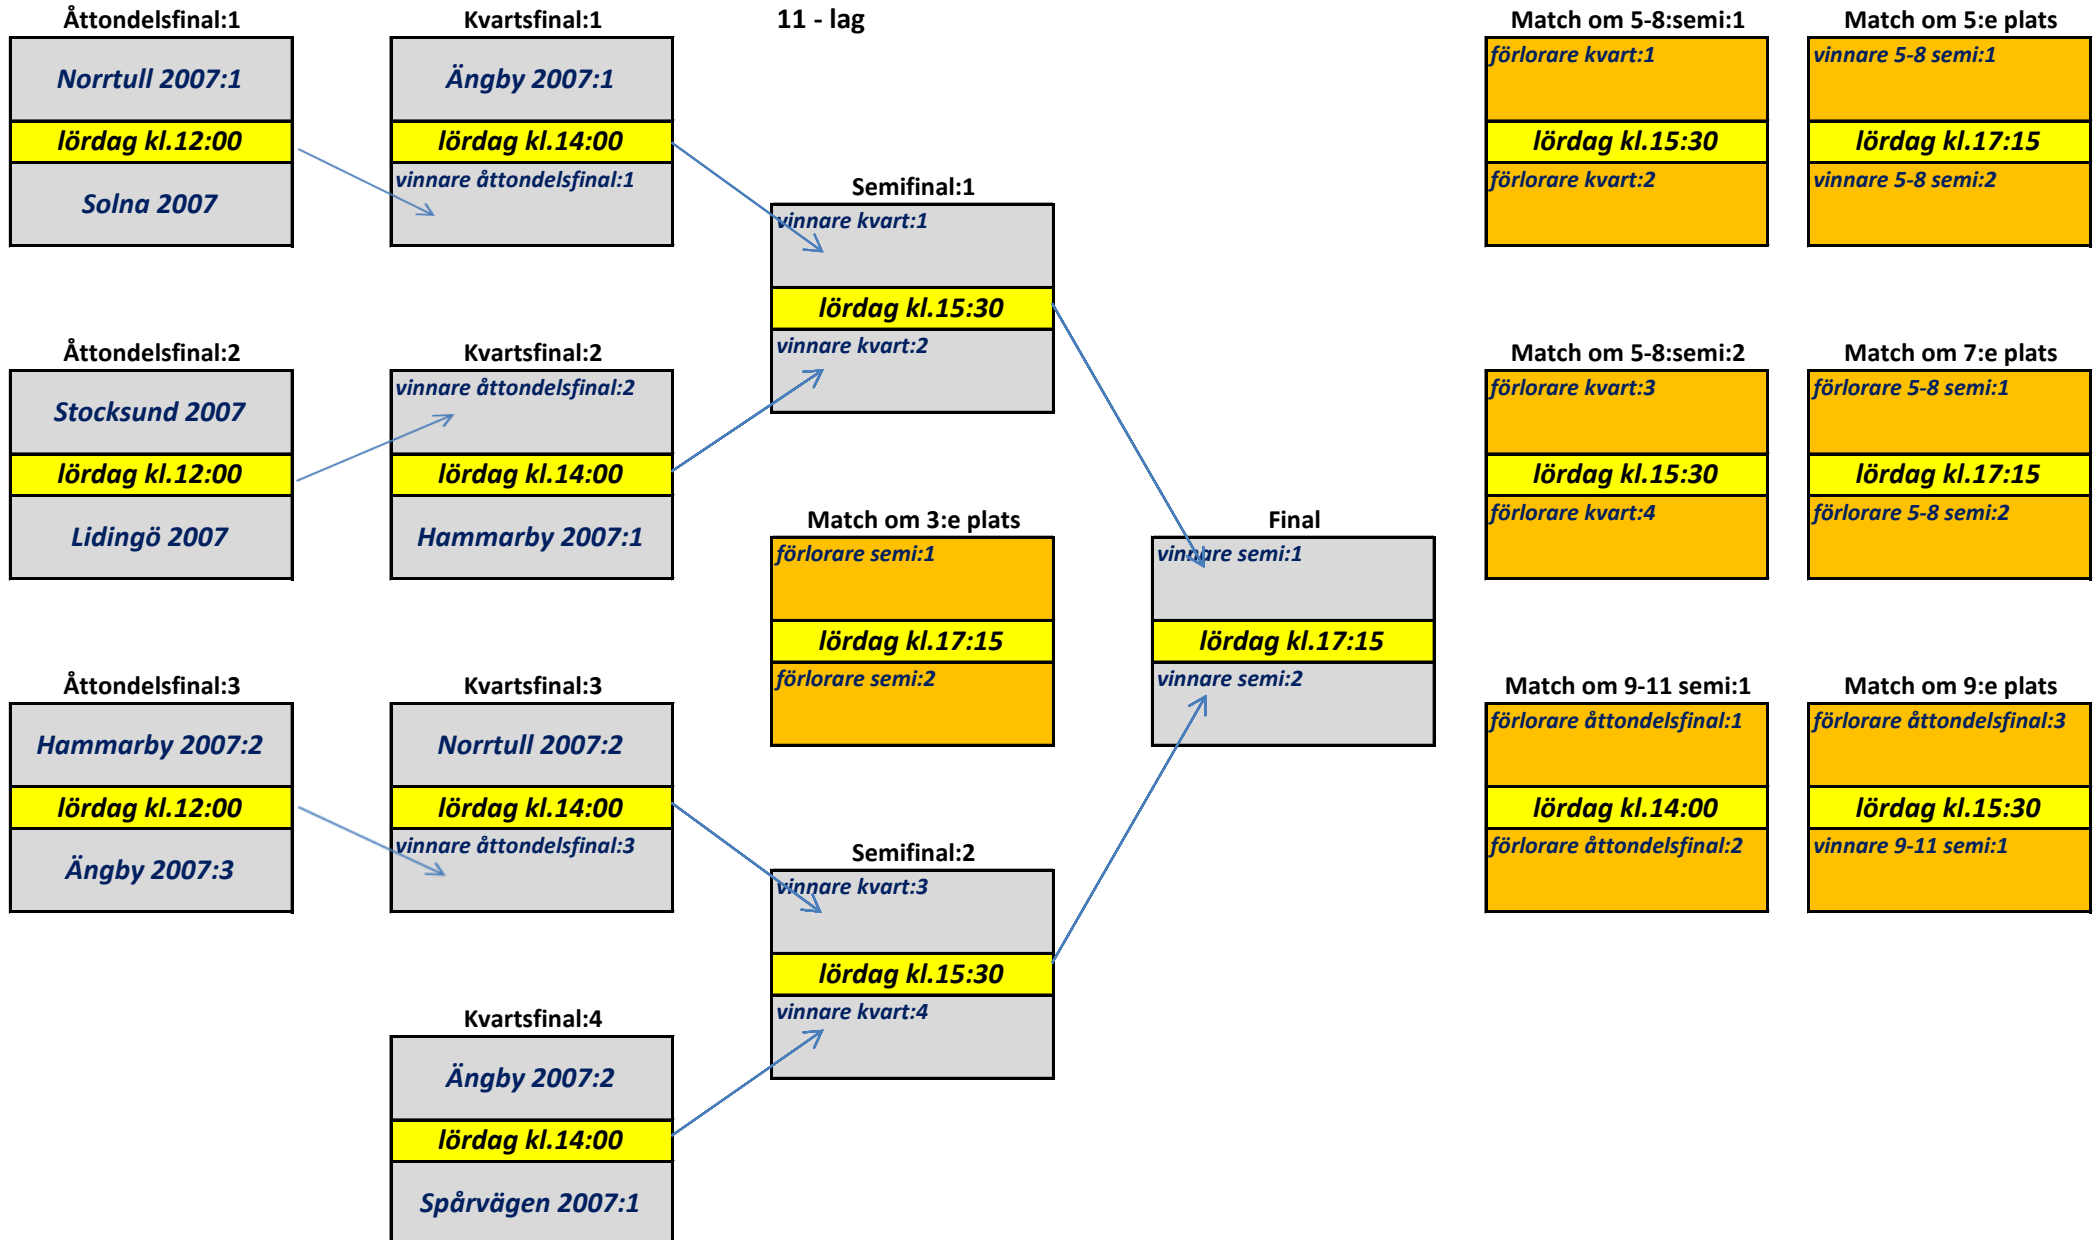 Åttondelsfinal:1
Norrtull 2007:1
lördag kl.12:00
Solna 2007
Åttondelsfinal:2
Stocksund 2007
lördag kl.12:00
Lidingö 2007
Åttondelsfinal:3
Hammarby 2007:2
lördag kl.12:00
Ängby 2007:3
Kvartsfinal:1
Ängby 2007:1
lördag kl.14:00
vinnare åttondelsfinal:1
Kvartsfinal:2
vinnare åttondelsfinal:2
lördag kl.14:00
Hammarby 2007:1
Kvartsfinal:3
Norrtull 2007:2
lördag kl.14:00
vinnare åttondelsfinal:3
Kvartsfinal:4
Ängby 2007:2
lördag kl.14:00
Spårvägen 2007:1
11 - lag
Semifinal:1
vinnare kvart:1
lördag kl.15:30
vinnare kvart:2
Match om 3:e plats
förlorare semi:1
lördag kl.17:15
förlorare semi:2
Semifinal:2
vinnare kvart:3
lördag kl.15:30
vinnare kvart:4
Final
vinnare semi:1
lördag kl.17:15
vinnare semi:2
Match om 5-8:semi:1
förlorare kvart:1
lördag kl.15:30
förlorare kvart:2
Match om 5-8:semi:2
förlorare kvart:3
lördag kl.15:30
förlorare kvart:4
Match om 9-11 semi:1
förlorare åttondelsfinal:1
lördag kl.14:00
förlorare åttondelsfinal:2
Match om 5:e plats
vinnare 5-8 semi:1
lördag kl.17:15
vinnare 5-8 semi:2
Match om 7:e plats
förlorare 5-8 semi:1
lördag kl.17:15
förlorare 5-8 semi:2
Match om 9:e plats
förlorare åttondelsfinal:3
lördag kl.15:30
vinnare 9-11 semi:1